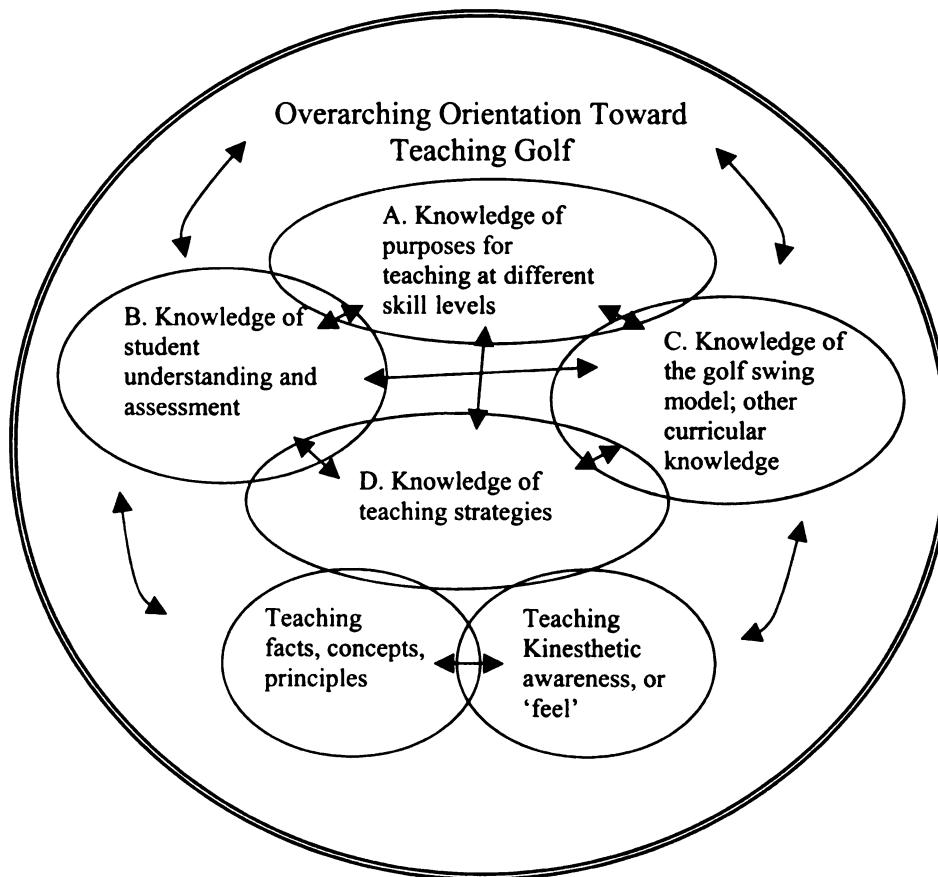 Overarching Orientation Toward
Teaching Golf
A. Knowledge of
purposes for
teaching at different
skill levels
B. Knowledge of
student
understanding and
assessment
C. Knowledge of
the golf swing
model; other
curricular
knowledge
D. Knowledge of
teaching strategies
Teaching
facts, concepts,
principles
Teaching
Kinesthetic
awareness, or
‘feel’